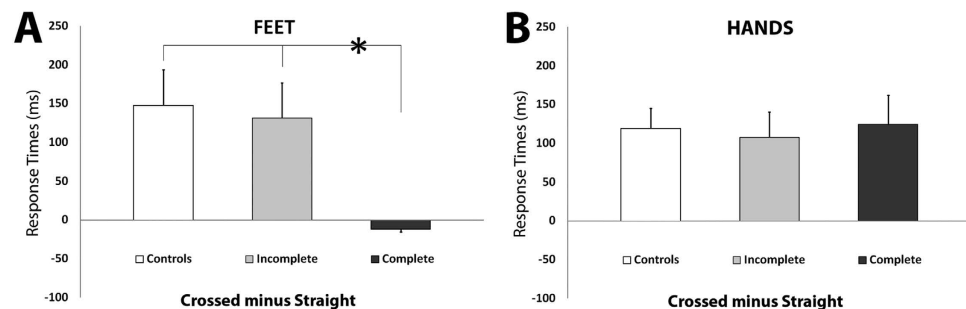 A
FEET
*
Response Times (ms)
250
200
150
100
50
0
-50
-100
Controls
Incomplete
Complete
Crossed minus Straight
B
HANDS
Response Times (ms)
250
200
150
100
50
0
-50
-100
Controls
Incomplete
Complete
Crossed minus Straight